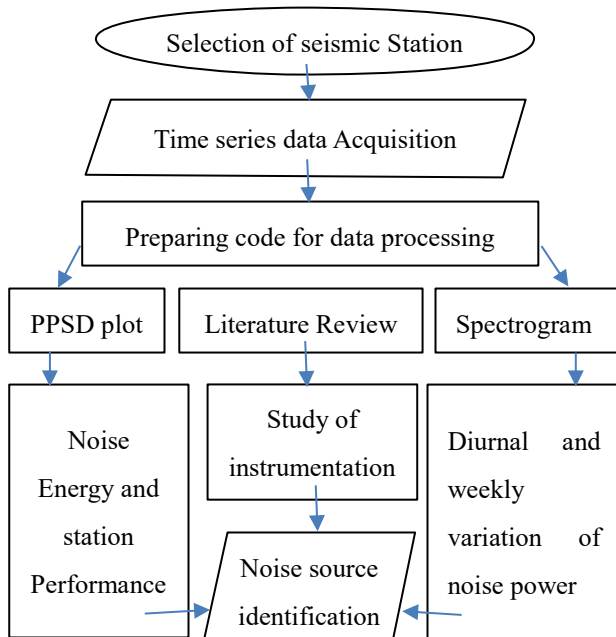 Selection of seismic Station
Time series data Acquisition
Preparing code for data processing
PPSD plot
Literature Review
Spectrogram
Noise
Energy and
station
Performance
Study of
instrumentation
Diurnal and
weekly
variation of
noise power
Noise source
identification